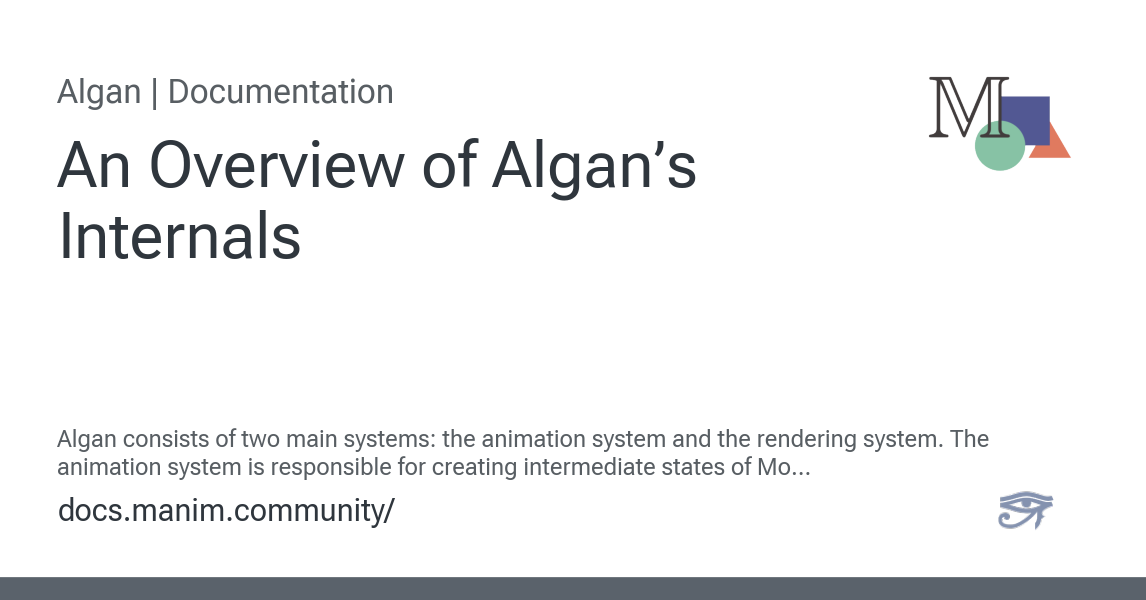 Algan | Documentation
M
An Overview of Algan’s
Internals
Algan consists of two main systems: the animation system and the rendering system. The
animation system is responsible for creating intermediate states of Mo...
docs.manim.community/